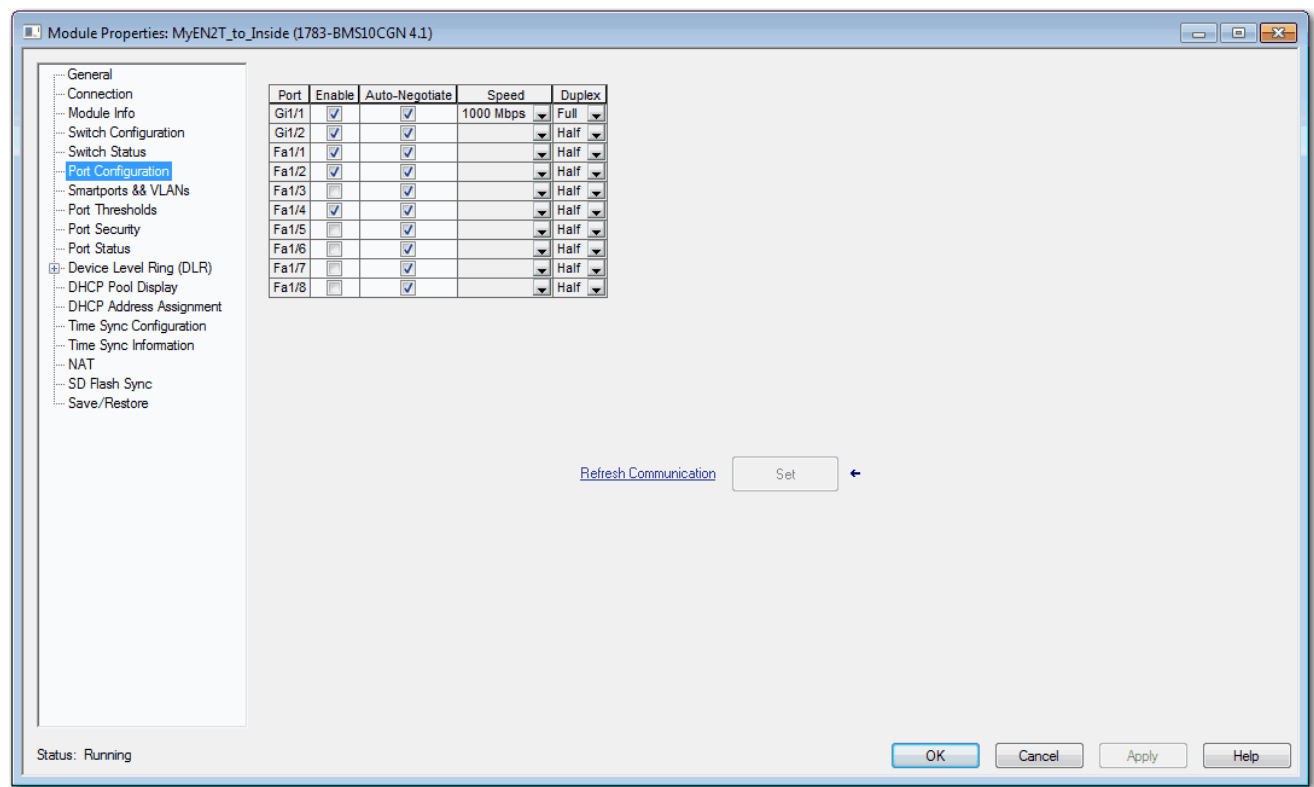 Module Properties: MyEN2T_to_Inside (1783-BMS10CGN 4.1)
General
Connection
Module Info
Switch Configuration
Switch Status
Port Configuration
Smartports && VLANs
Port Thresholds
Port Security
Port Status
Device Level Ring (DLR)
DHCP Pool Display
DHCP Address Assignment
Time Sync Configuration
Time Sync Information
NAT
SD Flash Sync
Save/Restore
Port Enable Auto-Negotiate Speed Duplex
Gi1/1 1000 Mbps Full
Gi1/2 Half
Fa1/1 Half
Fa1/2 Half
Fa1/3 Half
Fa1/4 Half
Fa1/5 Half
Fa1/6 Half
Fa1/7 Half
Fa1/8 Half
Refresh Communication Set
Status: Running OK Cancel Apply Help